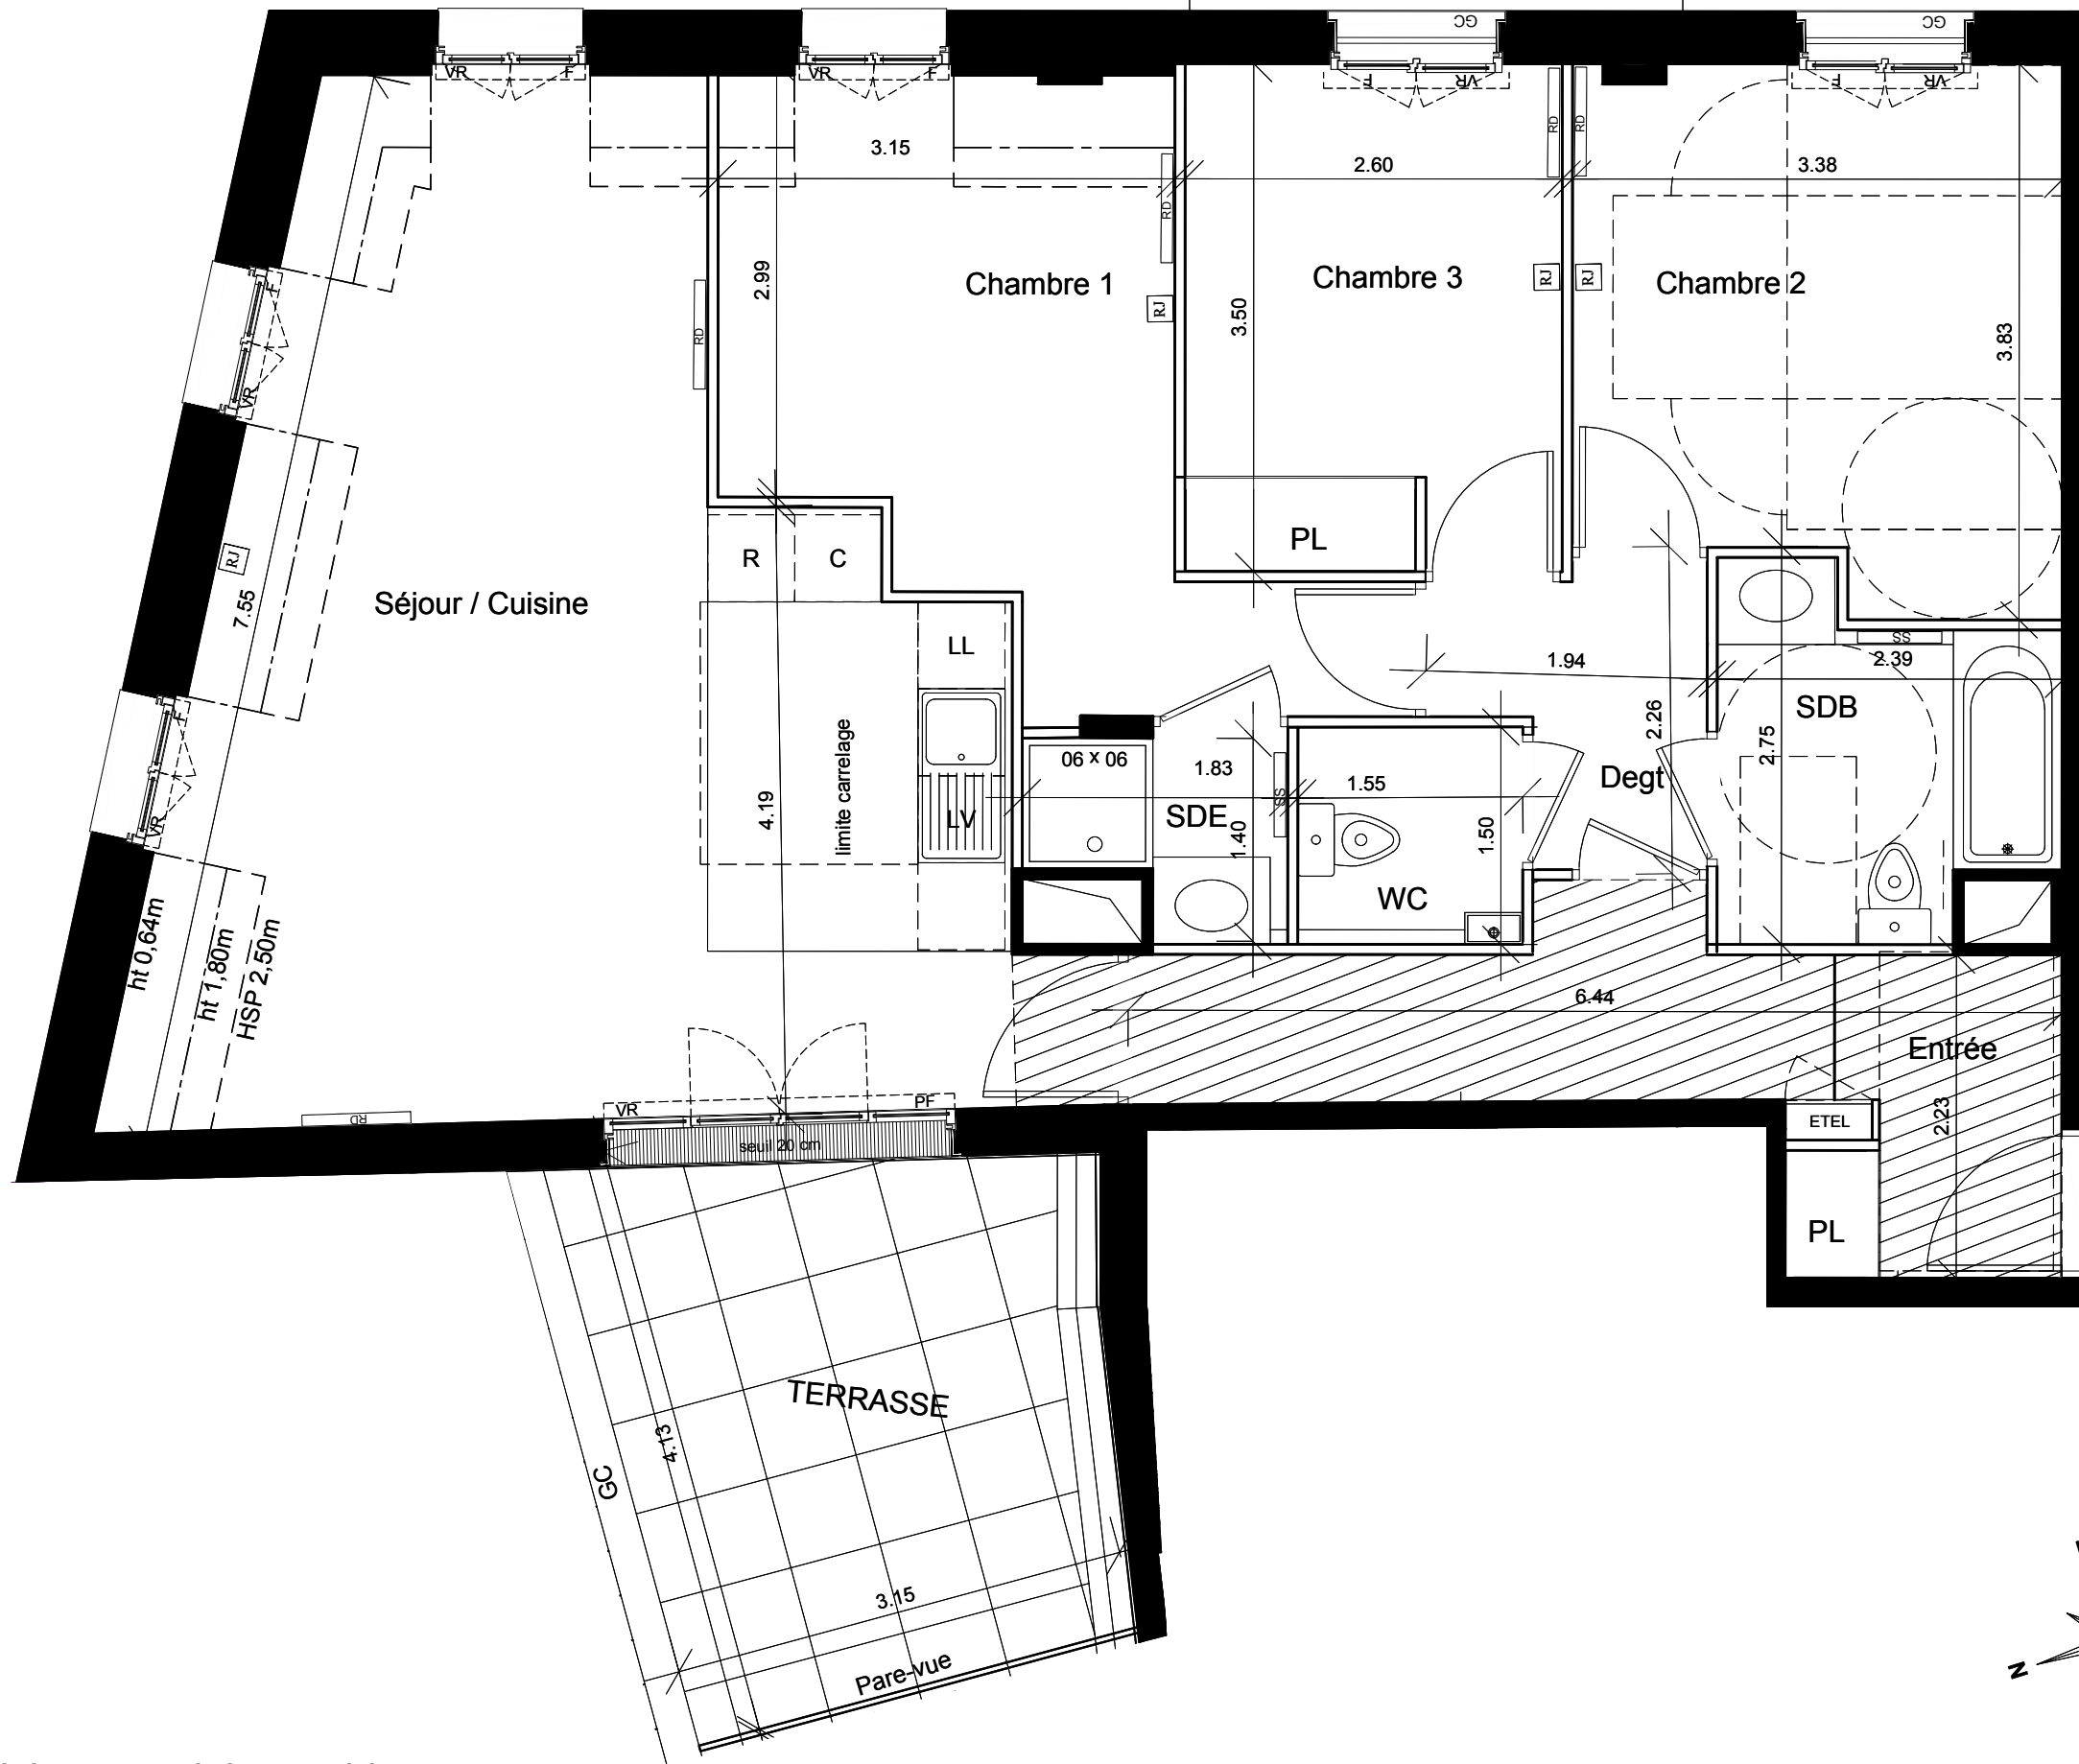 GC
GC
VR
F
VR
F
F
VR
F
VR
RD
RD
3.15
2.60
3.38
RD
2.99
Chambre 1
Chambre 3
Chambre 2
RJ
RJ
RJ
3.50
3.83
F
VR
RD
PL
R
C
RJ
7.55
Séjour / Cuisine
LL
1.94
SS
2.39
SDB
F
VR
limite carrelage
06 x 06
1.83
1.55
2.26
2.75
Degt
4.19
LV
SDE
SS
1.40
1.50
WC
ht 0,64m
ht 1,80m
HSP 2,50m
6.44
Entrée
VR
PF
RD
seuil 20 cm
ETEL
2.23
PL
TERRASSE
4.13
GC
3.15
Pare-vue
N